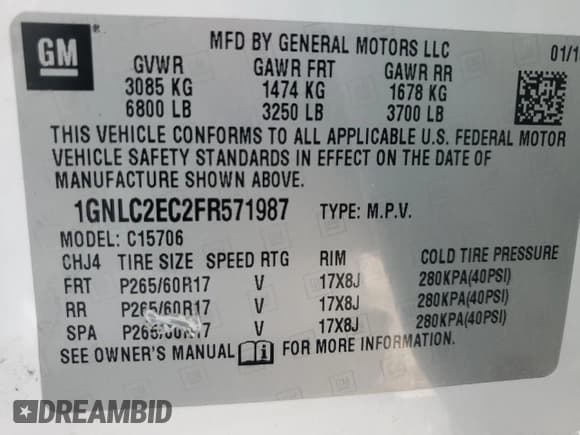 GM
MFD BY GENERAL MOTORS LLC
GVWR GAWR FRT GAWR RR
3085 KG 1474 KG 1678 KG
6800 LB 3250 LB 3700 LB
THIS VEHICLE CONFORMS TO ALL APPLICABLE U.S. FEDERAL MOTOR
VEHICLE SAFETY STANDARDS IN EFFECT ON THE DATE OF
MANUFACTURE SHOWN ABOVE.
1GNLC2EC2FR571987 TYPE: M.P.V.
MODEL: C15706
CHJ4 TIRE SIZE SPEED RTG RIM COLD TIRE PRESSURE
FRT P265/60R17 V 17X8J 280KPA(40PSI)
RR P265/60R17 V 17X8J 280KPA(40PSI)
SPA P265/60R17 V 17X8J 280KPA(40PSI)
SEE OWNER'S MANUAL FOR MORE INFORMATION.
DREAMBID